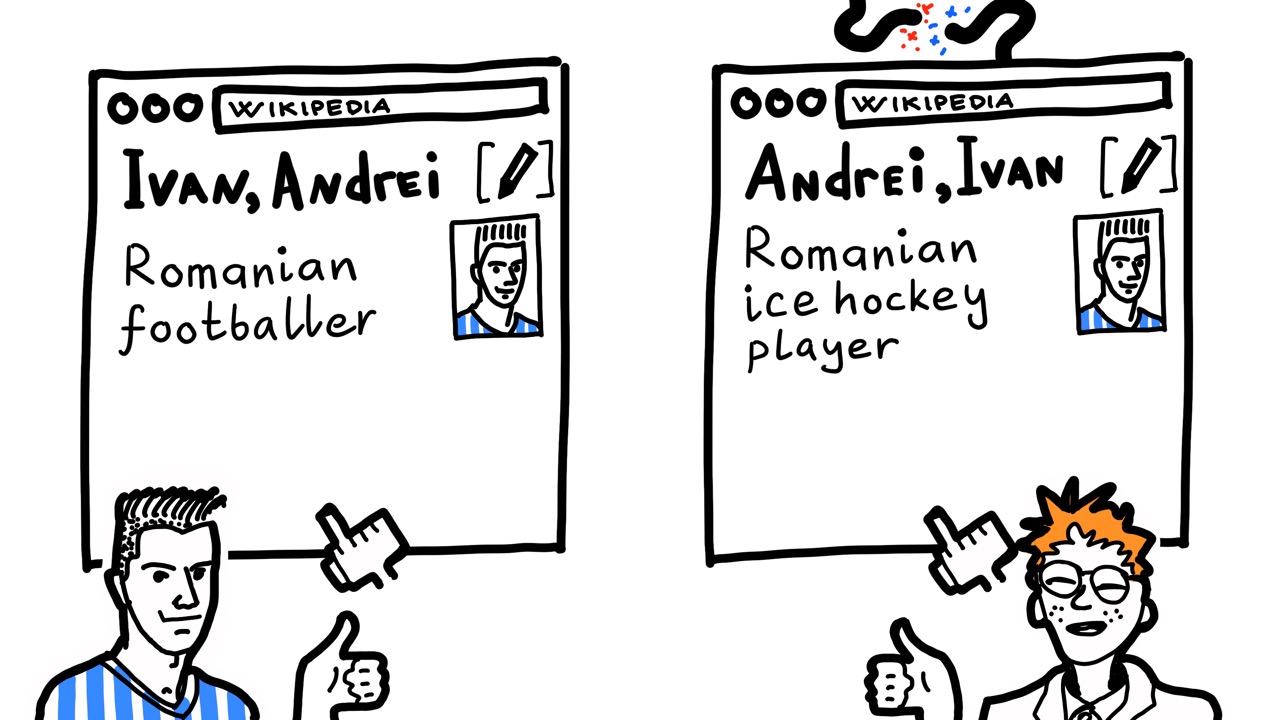 WIKIPEDIA
IVAN, ANdrEi
Romanian
footballer
WIKIPEDIA
ANdrEi, IVAN
Romanian
ice hockey
player